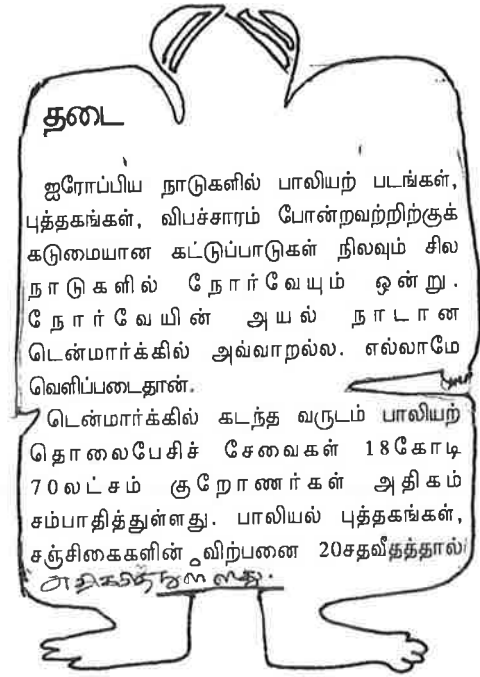 தடை
ஐரோப்பிய நாடுகளில் பாலியற் படங்கள்,
புத்தகங்கள், விபச்சாரம் போன்றவற்றிற்குக்
கடுமையான கட்டுப்பாடுகள் நிலவும் சில
நாடுகளில் நோர்வேயும் ஒன்று.
நோர்வேயின் அயல் நாடான
டென்மார்க்கில் அவ்வாறல்ல. எல்லாமே
வெளிப்படைதான்.
டென்மார்க்கில் கடந்த வருடம் பாலியற்
தொலைபேசிச் சேவைகள் 18கோடி
70லட்சம் குறோணர்கள் அதிகம்
சம்பாதித்துள்ளது. பாலியல் புத்தகங்கள்,
சஞ்சிகைகளின் விற்பனை 20சதவீதத்தால்
அதிகரித்துள்ளது.